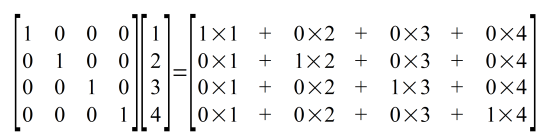 1 0 0 0 1 1×1 + 0×2 + 0×3 + 0×4
0 1 0 0 2 0×1 + 1×2 + 0×3 + 0×4
0 0 1 0 3 = 0×1 + 0×2 + 1×3 + 0×4
0 0 0 1 4 0×1 + 0×2 + 0×3 + 1×4